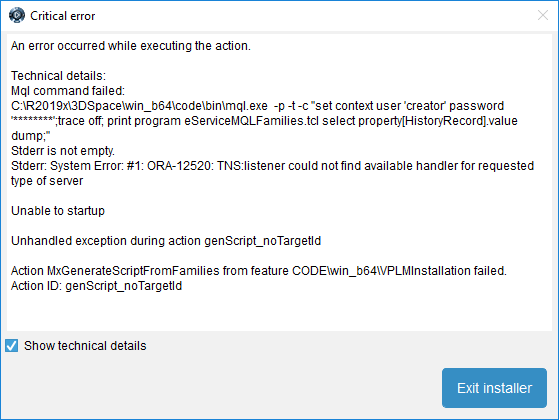 Critical error
An error occurred while executing the action.
Technical details:
Mql command failed:
C:\R2019x\3DSpace\win_b64\code\bin\mql.exe  -p -t -c "set context user 'creator' password
'********';trace off; print program eServiceMQLFamilies.tcl select property[HistoryRecord].value
dump;"
Stderr is not empty.
Stderr: System Error: #1: ORA-12520: TNS:listener could not find available handler for requested
type of server
Unable to startup
Unhandled exception during action genScript_noTargetId
Action MxGenerateScriptFromFamilies from feature CODE\win_b64\VPLMInstallation failed.
Action ID: genScript_noTargetId
Show technical details
Exit installer